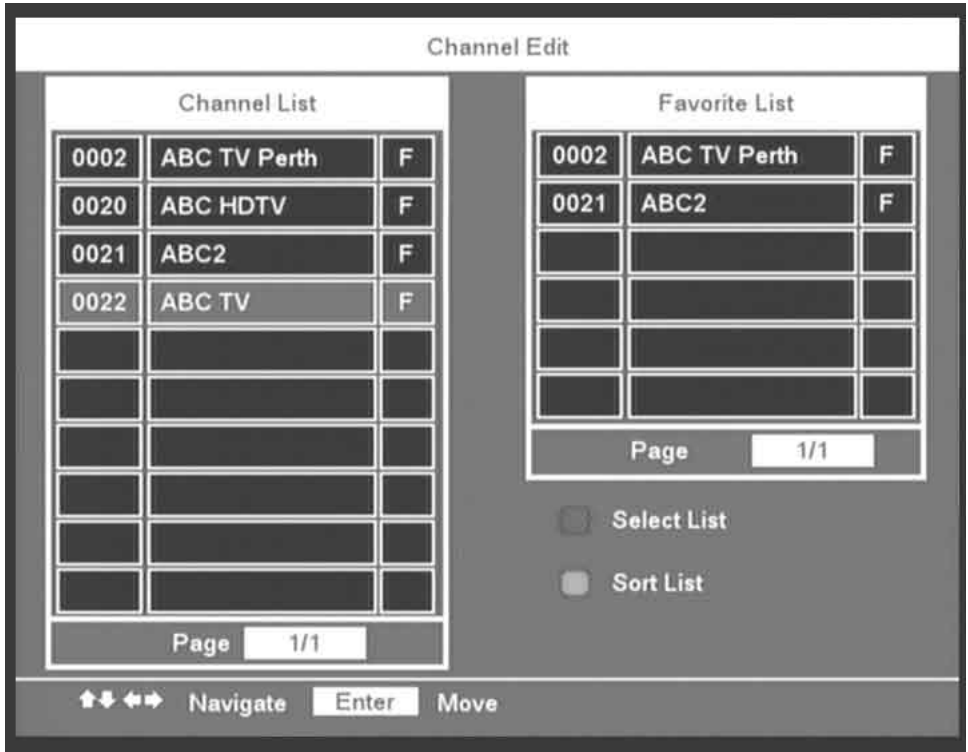 Channel Edit
Channel List
0002 ABC TV Perth F
0020 ABC HDTV F
0021 ABC2 F
0022 ABC TV F
Page 1/1
Favorite List
0002 ABC TV Perth F
0021 ABC2 F
Page 1/1
Select List
Sort List
Navigate Enter Move